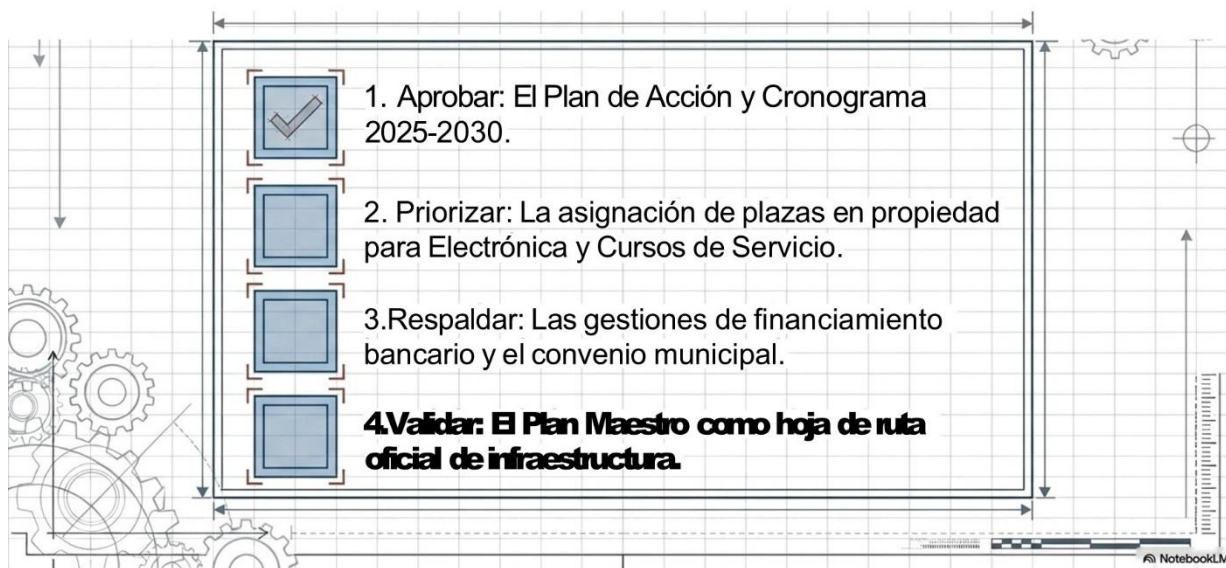 1. Aprobar: El Plan de Acción y Cronograma
2025-2030.
2. Priorizar: La asignación de plazas en propiedad
para Electrónica y Cursos de Servicio.
3.Respaldar: Las gestiones de financiamiento
bancario y el convenio municipal.
4.Validar: El Plan Maestro como hoja de ruta
oficial de infraestructura.
NotebookLM